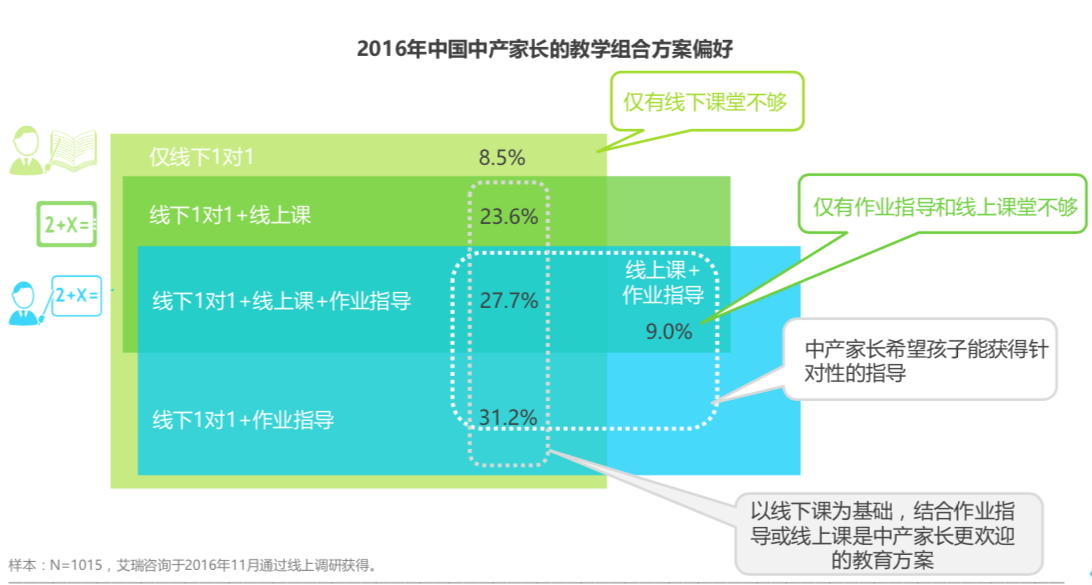 2016年中国中产家长的教学组合方案偏好
仅有线下课堂不够
仅线下1对1 8.5%
2+X=
线下1对1+线上课 23.6%
仅有作业指导和线上课堂不够
2+X=
线下1对1+线上课+作业指导 27.7%
线上课+
作业指导
9.0%
中产家长希望孩子能获得针
对性的指导
线下1对1+作业指导 31.2%
以线下课为基础，结合作业指
导或线上课是中产家长更欢迎
的教育方案
样本：N=1015，艾瑞咨询于2016年11月通过线上调研获得。